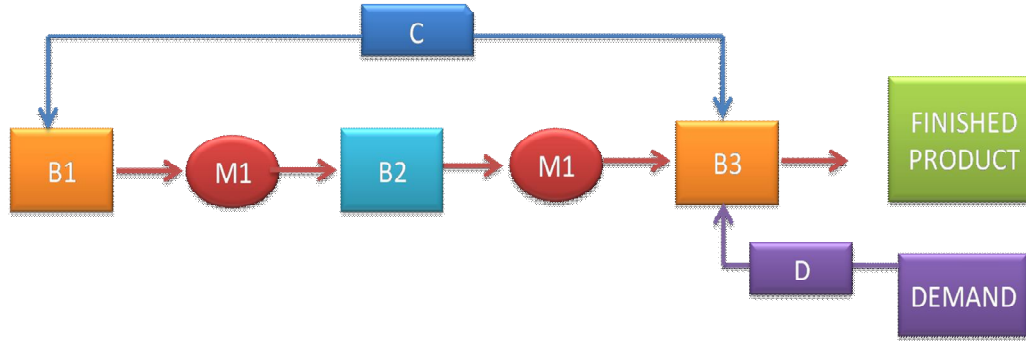 C
B1
M1
B2
M1
B3
FINISHED
PRODUCT
D
DEMAND